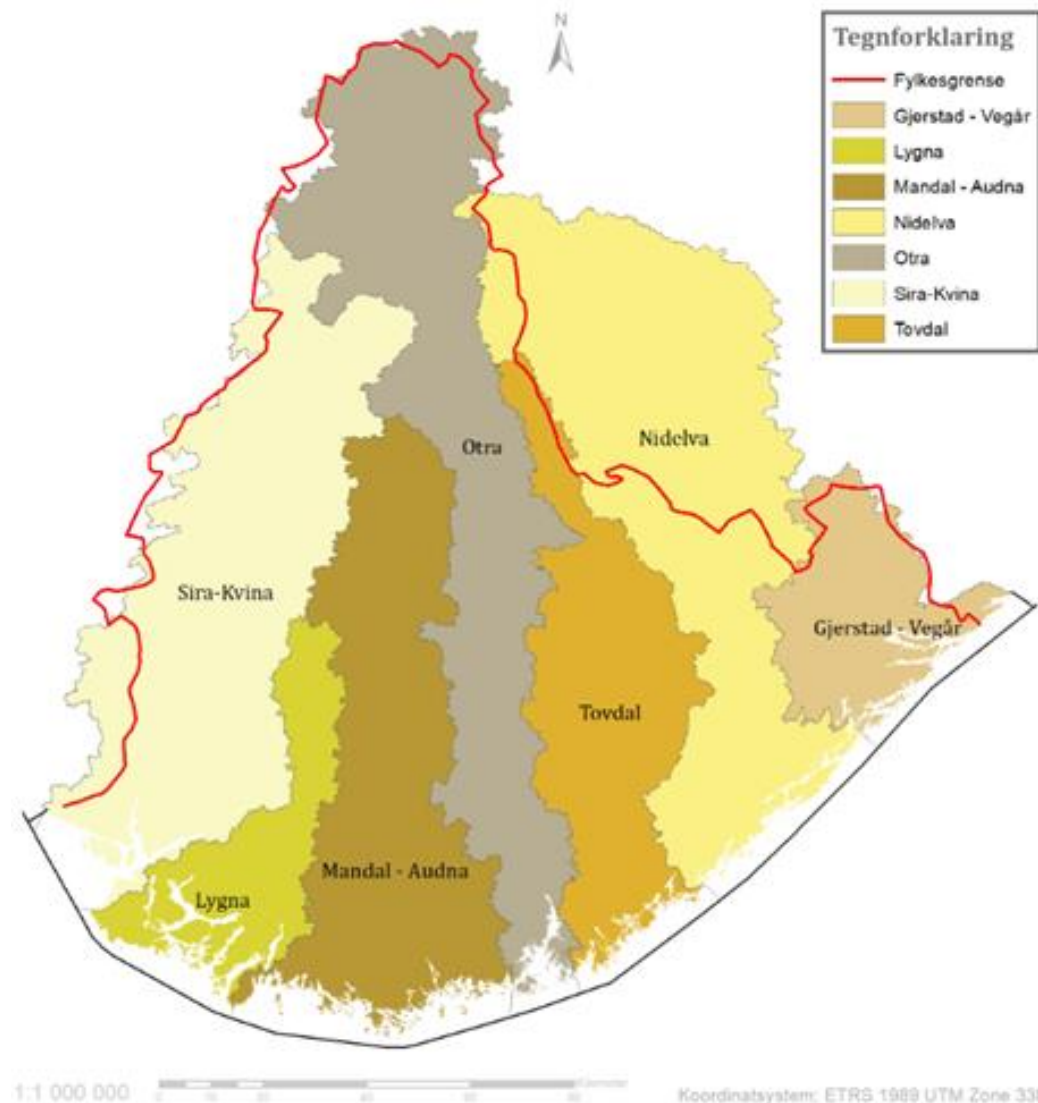 N
Tegnforklaring
Fylkesgrense
Gjerstad - Vegår
Lygna
Mandal - Audna
Nidelva
Otra
Sira-Kvina
Tovdal
Otra
Nidelva
Sira-Kvina
Gjerstad - Vegår
Tovdal
Mandal - Audna
Lygna
1:1 000 000
Koordinatsystem: ETRS 1989 UTM Zone 33